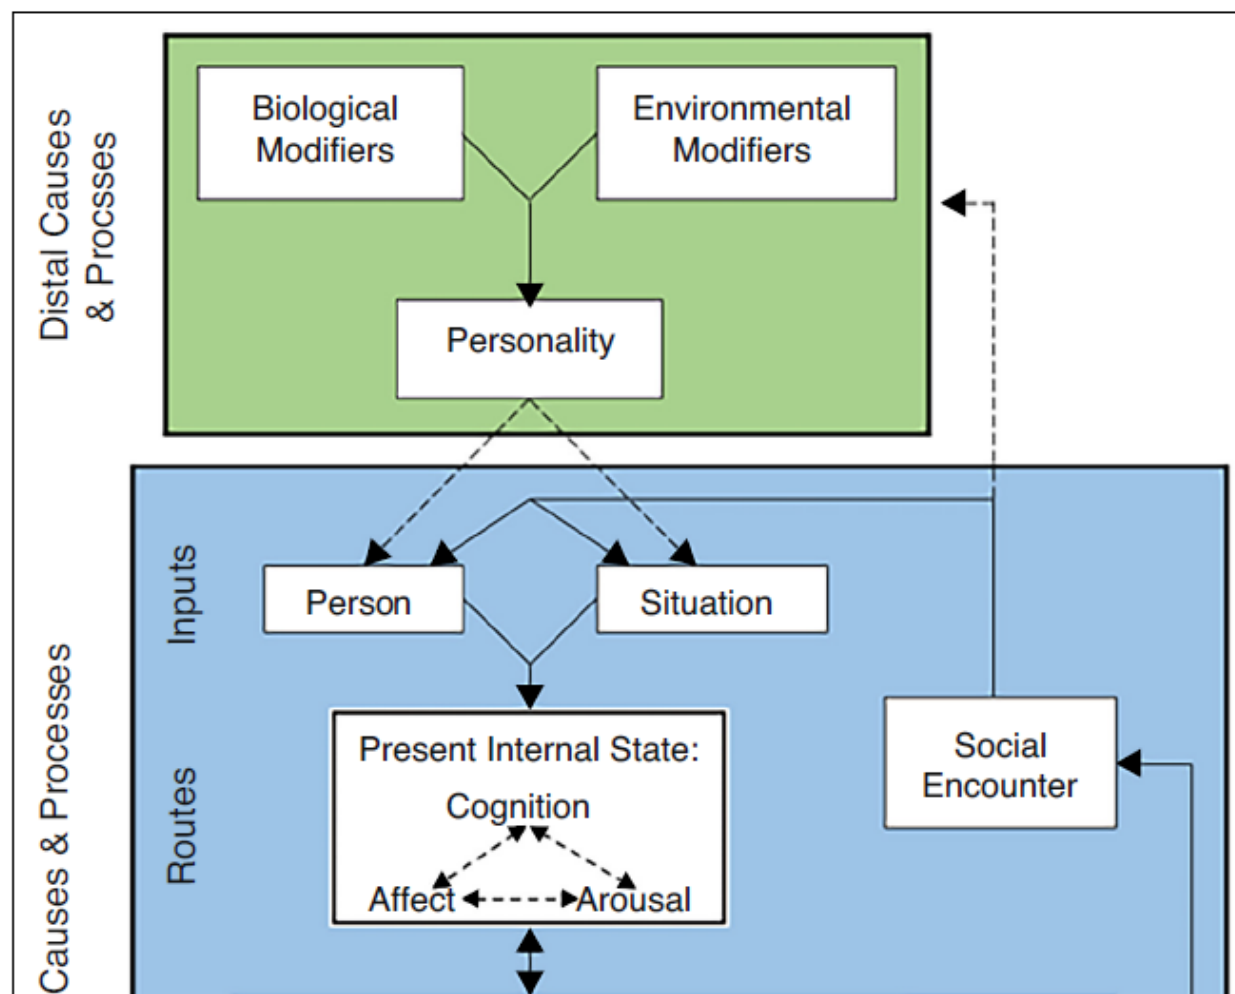 Distal Causes
& Procsses
Biological
Modifiers
Environmental
Modifiers
Personality
Causes & Processes
Inputs
Person
Situation
Routes
Present Internal State:
Cognition
Affect
Arousal
Social
Encounter